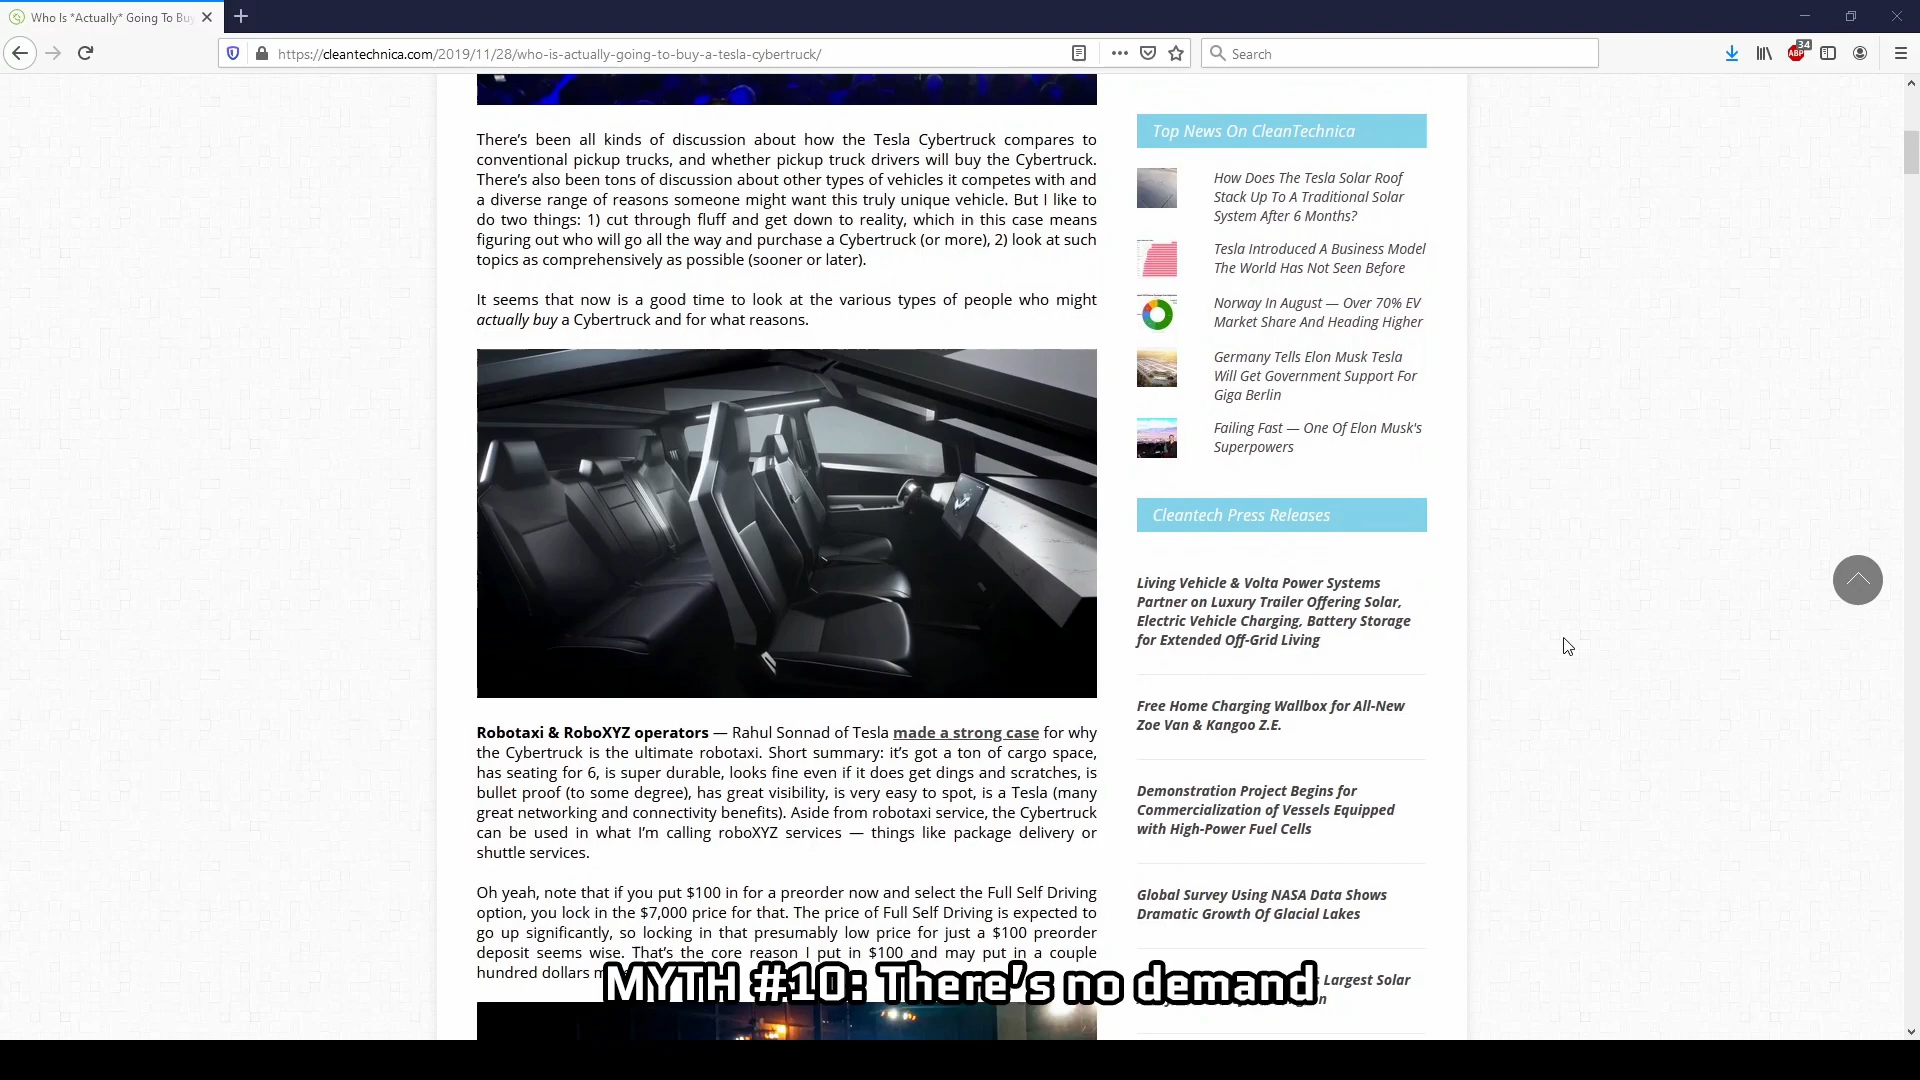 Who Is *Actually* Going To Bu
https://cleantechnica.com/2019/11/28/who-is-actually-going-to-buy-a-tesla-cybertruck/
Search
34
ABP
There's been all kinds of discussion about how the Tesla Cybertruck compares to
conventional pickup trucks, and whether pickup truck drivers will buy the Cybertruck.
There's also been tons of discussion about other types of vehicles it competes with and
a diverse range of reasons someone might want this truly unique vehicle. But I like to
do two things: 1) cut through fluff and get down to reality, which in this case means
figuring out who will go all the way and purchase a Cybertruck (or more), 2) look at such
topics as comprehensively as possible (sooner or later).
It seems that now is a good time to look at the various types of people who might
actually buy a Cybertruck and for what reasons.
Robotaxi & RoboXYZ operators — Rahul Sonnad of Tesla made a strong case for why
the Cybertruck is the ultimate robotaxi. Short summary: it's got a ton of cargo space,
has seating for 6, is super durable, looks fine even if it does get dings and scratches, is
bullet proof (to some degree), has great visibility, is very easy to spot, is a Tesla (many
great networking and connectivity benefits). Aside from robotaxi service, the Cybertruck
can be used in what I'm calling roboXYZ services — things like package delivery or
shuttle services.
Oh yeah, note that if you put $100 in for a preorder now and select the Full Self Driving
option, you lock in the $7,000 price for that. The price of Full Self Driving is expected to
go up significantly, so locking in that presumably low price for just a $100 preorder
deposit seems wise. That's the core reason I put in $100 and may put in a couple
hundred dollars
Top News On CleanTechnica
How Does The Tesla Solar Roof
Stack Up To A Traditional Solar
System After 6 Months?
Tesla Introduced A Business Model
The World Has Not Seen Before
Norway In August — Over 70% EV
Market Share And Heading Higher
Germany Tells Elon Musk Tesla
Will Get Government Support For
Giga Berlin
Failing Fast — One Of Elon Musk's
Superpowers
Cleantech Press Releases
Living Vehicle & Volta Power Systems
Partner on Luxury Trailer Offering Solar,
Electric Vehicle Charging, Battery Storage
for Extended Off-Grid Living
Free Home Charging Wallbox for All-New
Zoe Van & Kangoo Z.E.
Demonstration Project Begins for
Commercialization of Vessels Equipped
with High-Power Fuel Cells
Global Survey Using NASA Data Shows
Dramatic Growth Of Glacial Lakes
Largest Solar
MYTH #10: There's no demand